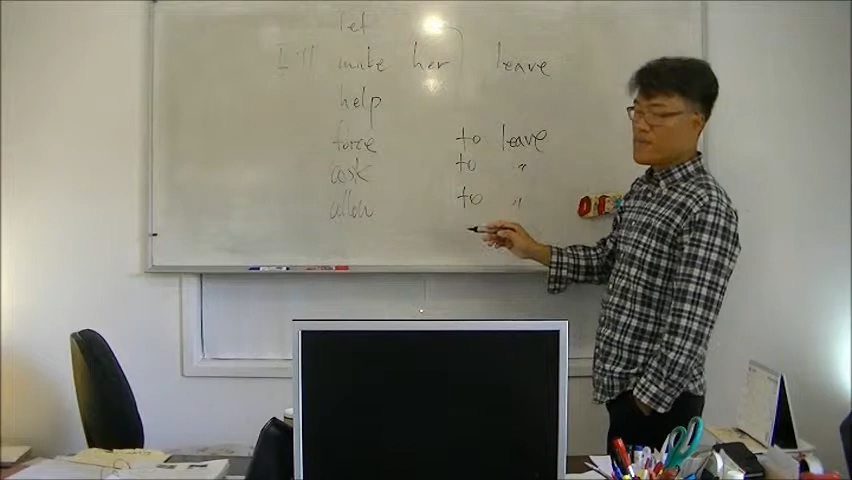 let
I'll make her leave
help
force to leave
ask to "
allow to "